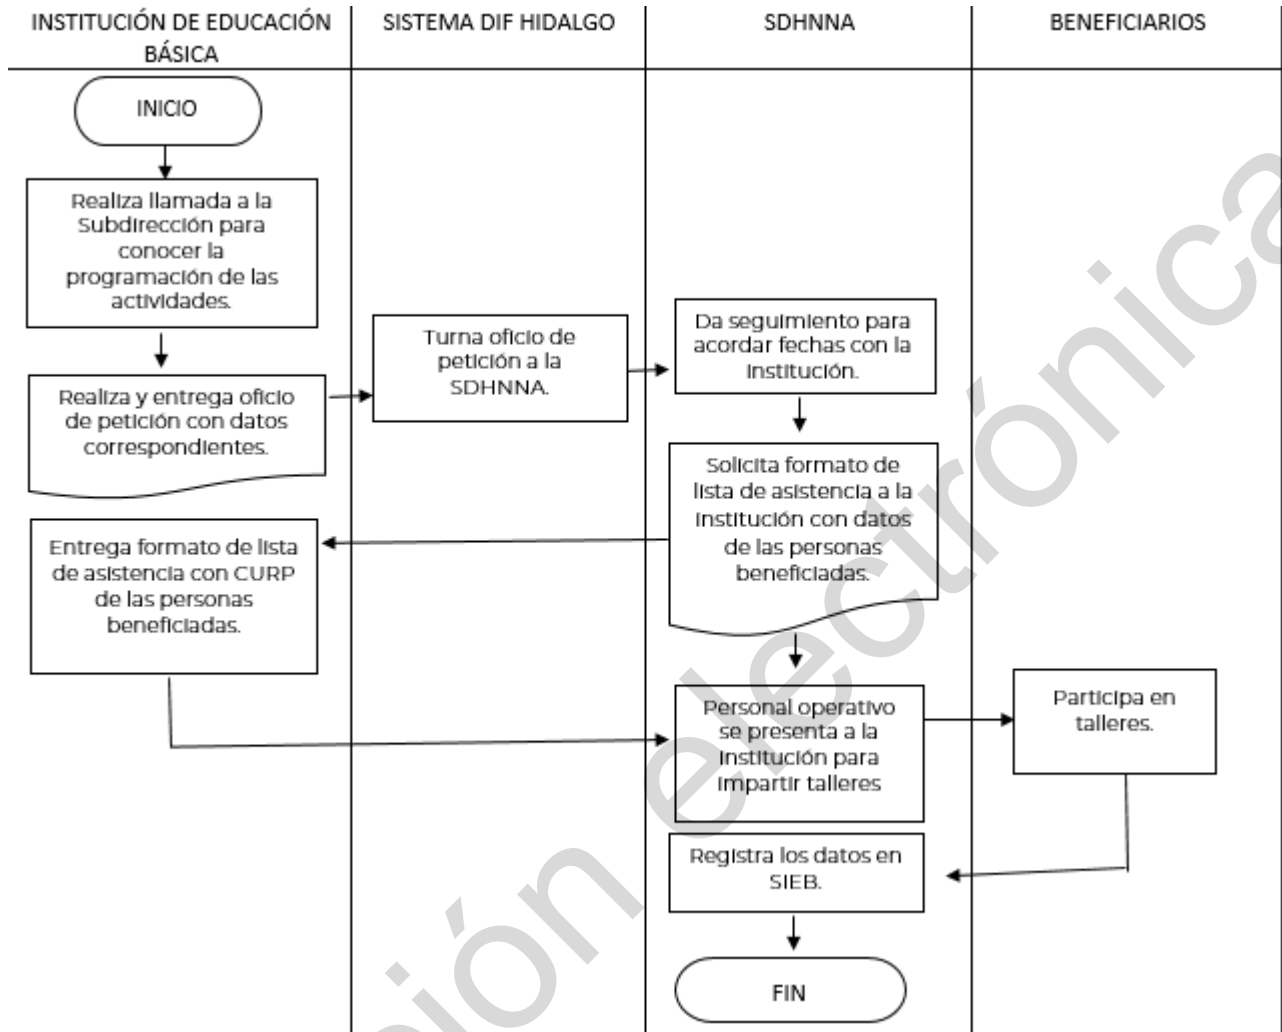 INSTITUCIÓN DE EDUCACIÓN
BÁSICA
SISTEMA DIF HIDALGO
SDHNNA
BENEFICIARIOS
INICIO
Realiza llamada a la
Subdirección para
conocer la
programación de las
actividades.
Realiza y entrega oficio
de petición con datos
correspondientes.
Turna oficio de
petición a la
SDHNNA.
Da seguimiento para
acordar fechas con la
institución.
Solicita formato de
lista de asistencia a la
institución con datos
de las personas
beneficiadas.
Entrega formato de lista
de asistencia con CURP
de las personas
beneficiadas.
Personal operativo
se presenta a la
institución para
impartir talleres
Participa en
talleres.
Registra los datos en
SIEB.
FIN
ión electrónica